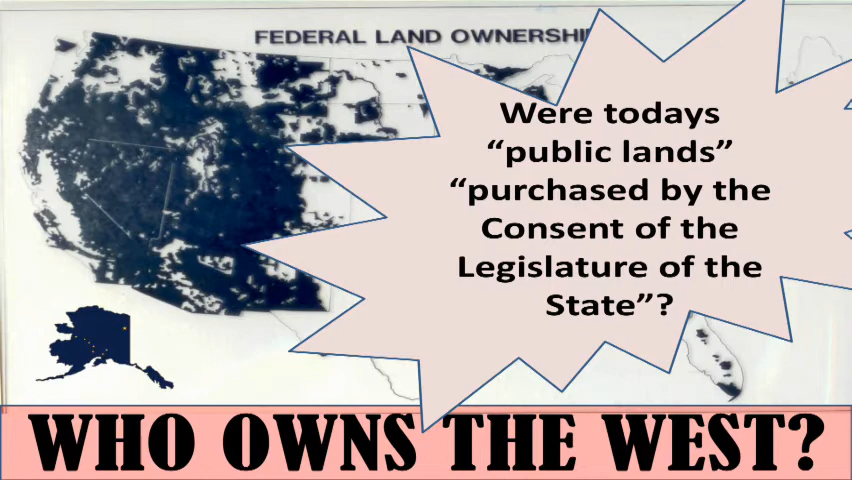 FEDERAL LAND OWNERSHI
Were todays
“public lands”
“purchased by the
Consent of the
Legislature of the
State”?
WHO OWNS THE WEST?